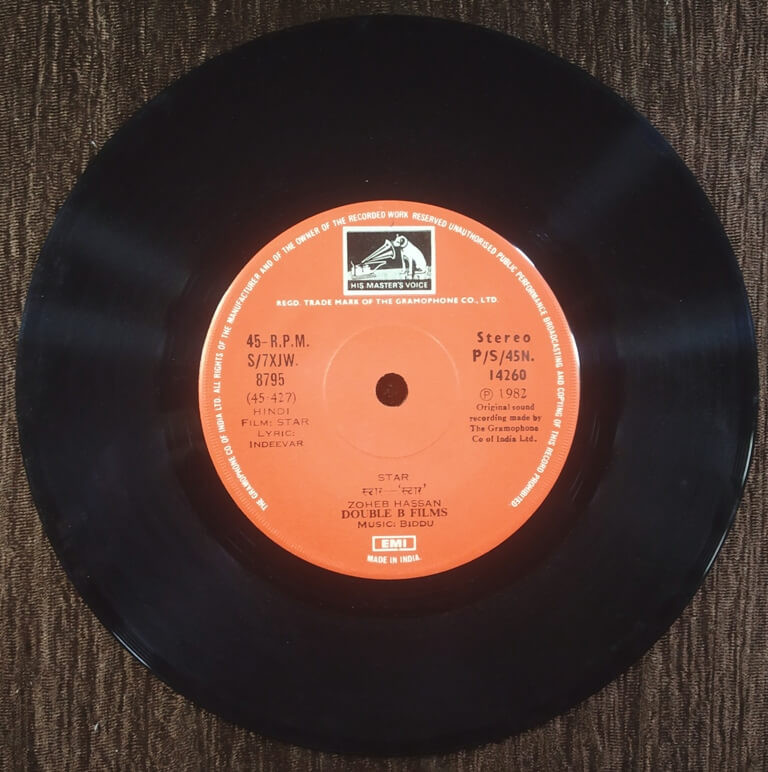 THE GRAMOPHONE CO OF INDIA LTD. ALL RIGHTS OF THE MANUFACTURER AND OF THE OWNER OF THE RECORDED WORK RESERVED UNAUTHORISED PUBLIC PERFORMANCE BROADCASTING AND COPYING OF THIS RECORD PROHIBITED
HIS MASTER'S VOICE
REGD. TRADE MARK OF THE GRAMOPHONE CO., LTD.
45-R.P.M.
S/7XJW.
8795
(45-427)
HINDI
FILM: STAR
LYRIC:
INDEEVAR
Stereo
P/S/45N.
14260
Ⓟ 1982
Original sound
recording made by
The Gramophone
Co of India Ltd.
STAR
स्टार—'स्टार'
ZOHEB HASSAN
DOUBLE B FILMS
MUSIC: BIDDU
EMI
MADE IN INDIA.